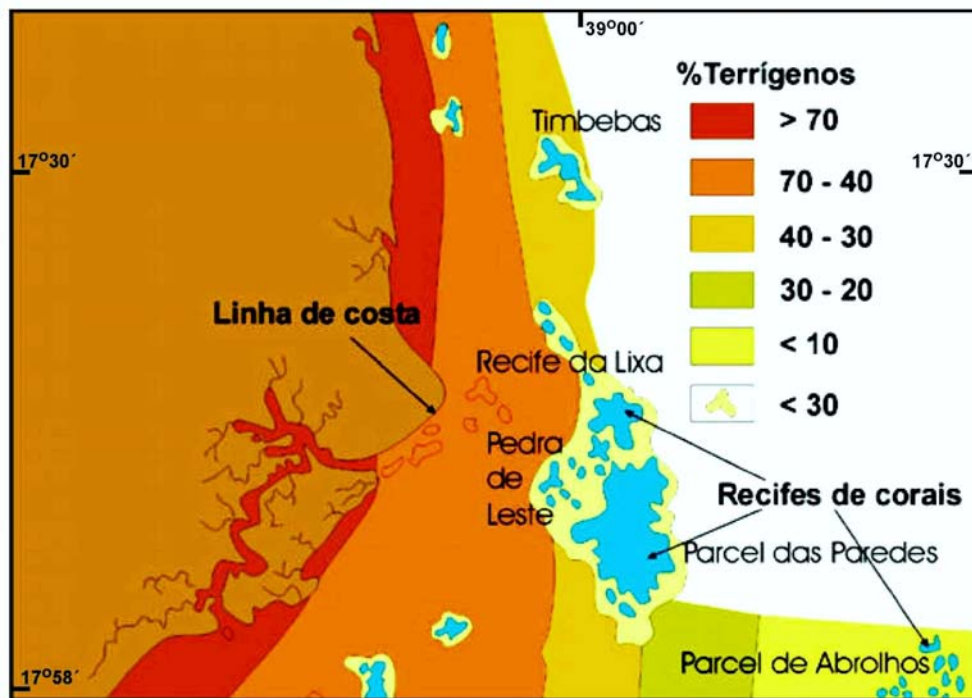 39°00´
%Terrígenos
> 70
70 - 40
40 - 30
30 - 20
< 10
< 30
17°30´
17°30´
Timbebas
Linha de costa
Recife da Lixa
Pedra
de
Leste
Recifes de corais
Parcel das Paredes
Parcel de Abrolhos
17°58´